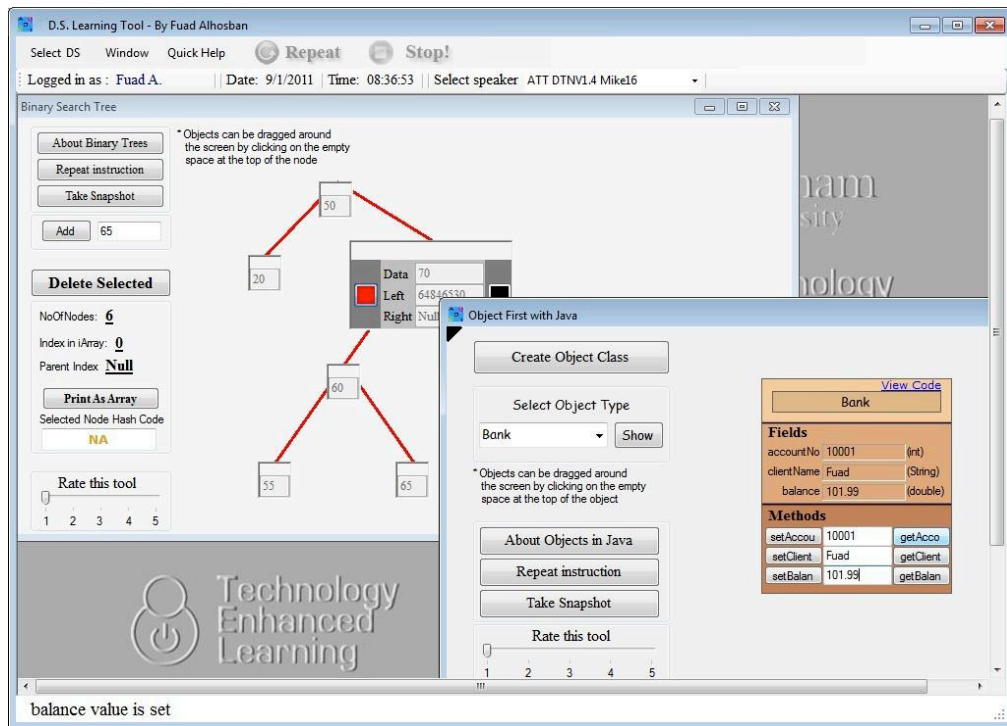 D.S. Learning Tool - By Fuad Alhosban
Select DS Window Quick Help Repeat Stop!
Logged in as : Fuad A. Date: 9/1/2011 Time: 08:36:53 Select speaker ATT DTNV1.4 Mike16
Binary Search Tree
About Binary Trees
Repeat instruction
Take Snapshot
Add 65
Delete Selected
NoOfNodes: 6
Index in iArray: 0
Parent Index Null
Print As Array
Selected Node Hash Code
NA
Rate this tool
1 2 3 4 5
* Objects can be dragged around
the screen by clicking on the empty
space at the top of the node
50
20
Data 70
Left 64846530
Right Null
60
55 65
Object First with Java
Create Object Class
Select Object Type
Bank Show
* Objects can be dragged around
the screen by clicking on the empty
space at the top of the object
About Objects in Java
Repeat instruction
Take Snapshot
Rate this tool
1 2 3 4 5
View Code
Bank
Fields
accountNo 10001 (int)
clientName Fuad (String)
balance 101.99 (double)
Methods
setAccou 10001 getAcco
setClient Fuad getClient
setBalan 101.99 getBalan
Technology
Enhanced
Learning
balance value is set